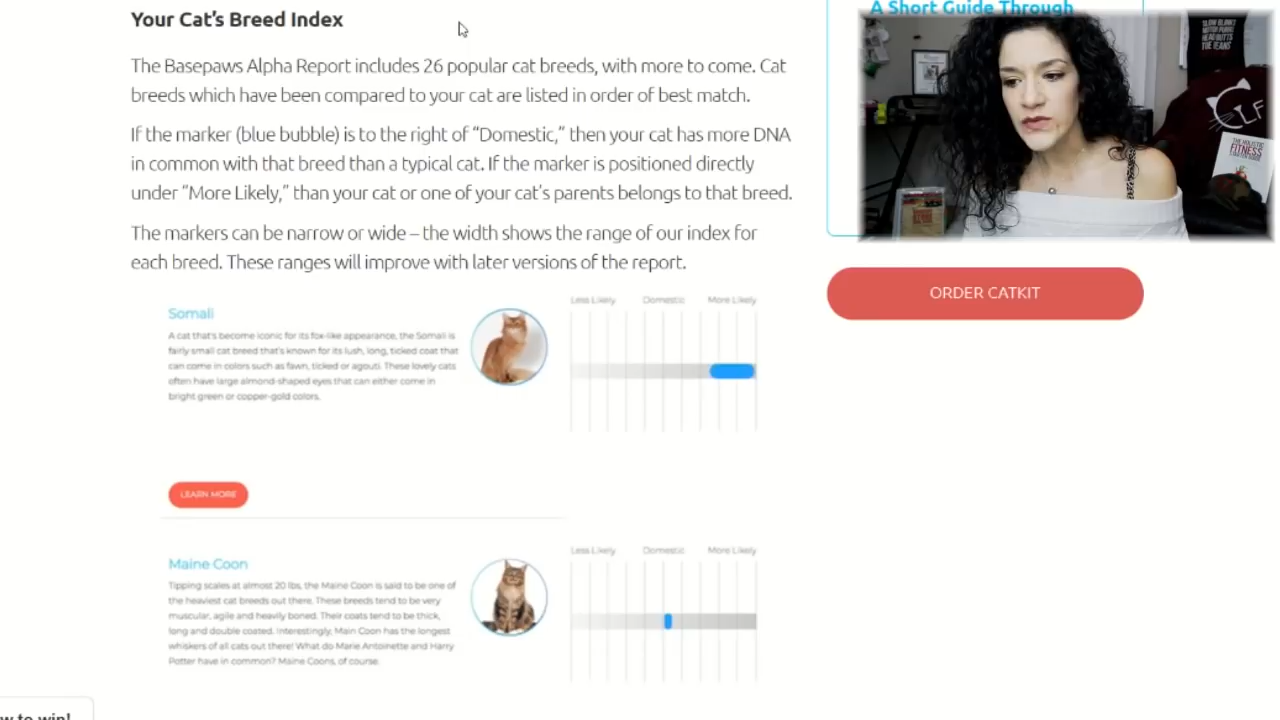 Your Cat's Breed Index
A Short Guide Through
The Basepaws Alpha Report includes 26 popular cat breeds, with more to come. Cat
breeds which have been compared to your cat are listed in order of best match.
If the marker (blue bubble) is to the right of “Domestic,” then your cat has more DNA
in common with that breed than a typical cat. If the marker is positioned directly
under “More Likely,” than your cat or one of your cat's parents belongs to that breed.
The markers can be narrow or wide – the width shows the range of our index for
each breed. These ranges will improve with later versions of the report.
ORDER CATKIT
Somali
A cat that's become iconic for its fox-like appearance, the Somali is
fairly small cat breed that's known for its lush, long, ticked coat that
can come in colors such as fawn, ticked or agouti. These lovely cats
often have large almond-shaped eyes that can either come in
bright green or copper-gold colors.
Less Likely Domestic More Likely
LEARN MORE
Maine Coon
Tipping scales at almost 20 lbs, the Maine Coon is said to be one of
the heaviest cat breeds out there. These breeds tend to be very
muscular, agile and heavily boned. Their coats tend to be thick,
long and double coated. Interestingly, Main Coon has the longest
whiskers of all cats out there! What do Marie Antoinette and Harry
Potter have in common? Maine Coons, of course.
Less Likely Domestic More Likely
w to win!
SLOW BLINKS
MOTOR PURRS
HEAD BUTTS
CLF
THE HOLISTIC
FITNESS